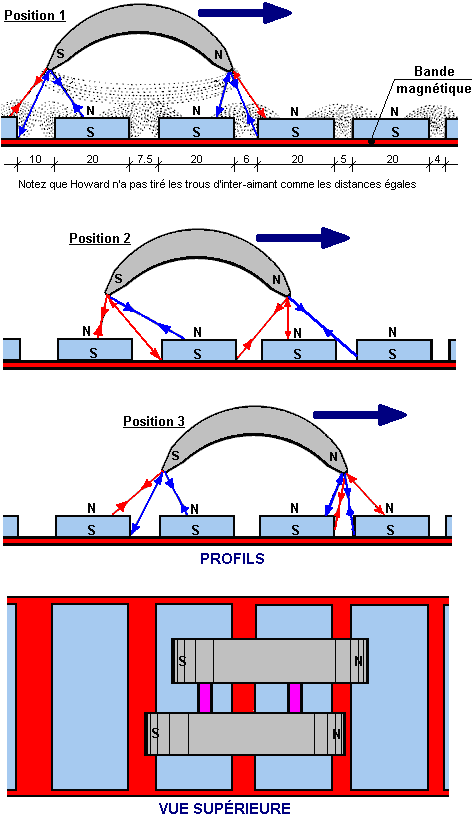 Position 1
S
N
Bande
magnétique
N
N
N
N
S
S
S
S
10 20 7.5 20 6 20 5 20 4
Notez que Howard n'a pas tiré les trous d'inter-aimant comme les distances égales
Position 2
S
N
N
N
N
N
S
S
S
S
Position 3
S
N
N
N
N
N
S
S
S
S
PROFILS
S
N
S
N
VUE SUPÉRIEURE